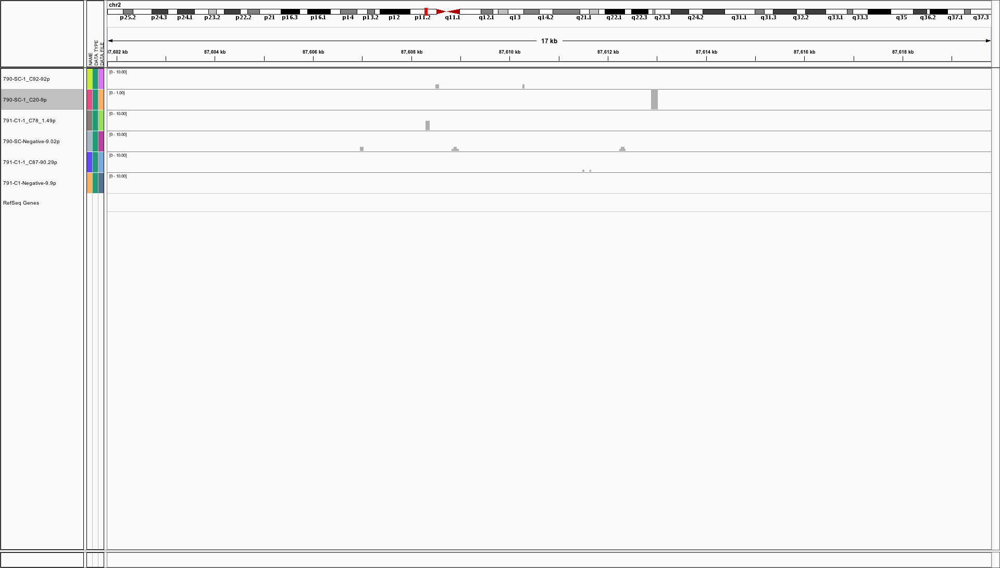 chr2
p25.2 p24.3 p24.1 p23.2 p22.2 p21 p16.3 p16.1 p14 p13.2 p12 p11.2 q11.1 q12.1 q13 q14.2 q21.1 q22.1 q22.3 q23.3 q24.2 q31.1 q31.3 q32.2 q33.1 q33.3 q35 q36.2 q37.1 q37.3
17 kb
NAME
DATA TYPE
DATA FILE
17,602 kb 87,604 kb 87,606 kb 87,608 kb 87,610 kb 87,612 kb 87,614 kb 87,616 kb 87,618 kb
790-SC-1_C92-92p [0 - 10.00]
790-SC-1_C20-9p [0 - 1.00]
791-C1-1_C78_1.49p [0 - 10.00]
790-SC-Negative-9.02p [0 - 10.00]
791-C1-1_C87-90.29p [0 - 10.00]
791-C1-Negative-9.9p [0 - 10.00]
RefSeq Genes